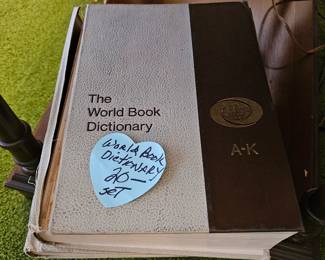 The
World Book
Dictionary
A-K
WORLD BOOK
DICTIONARY
20—
SET